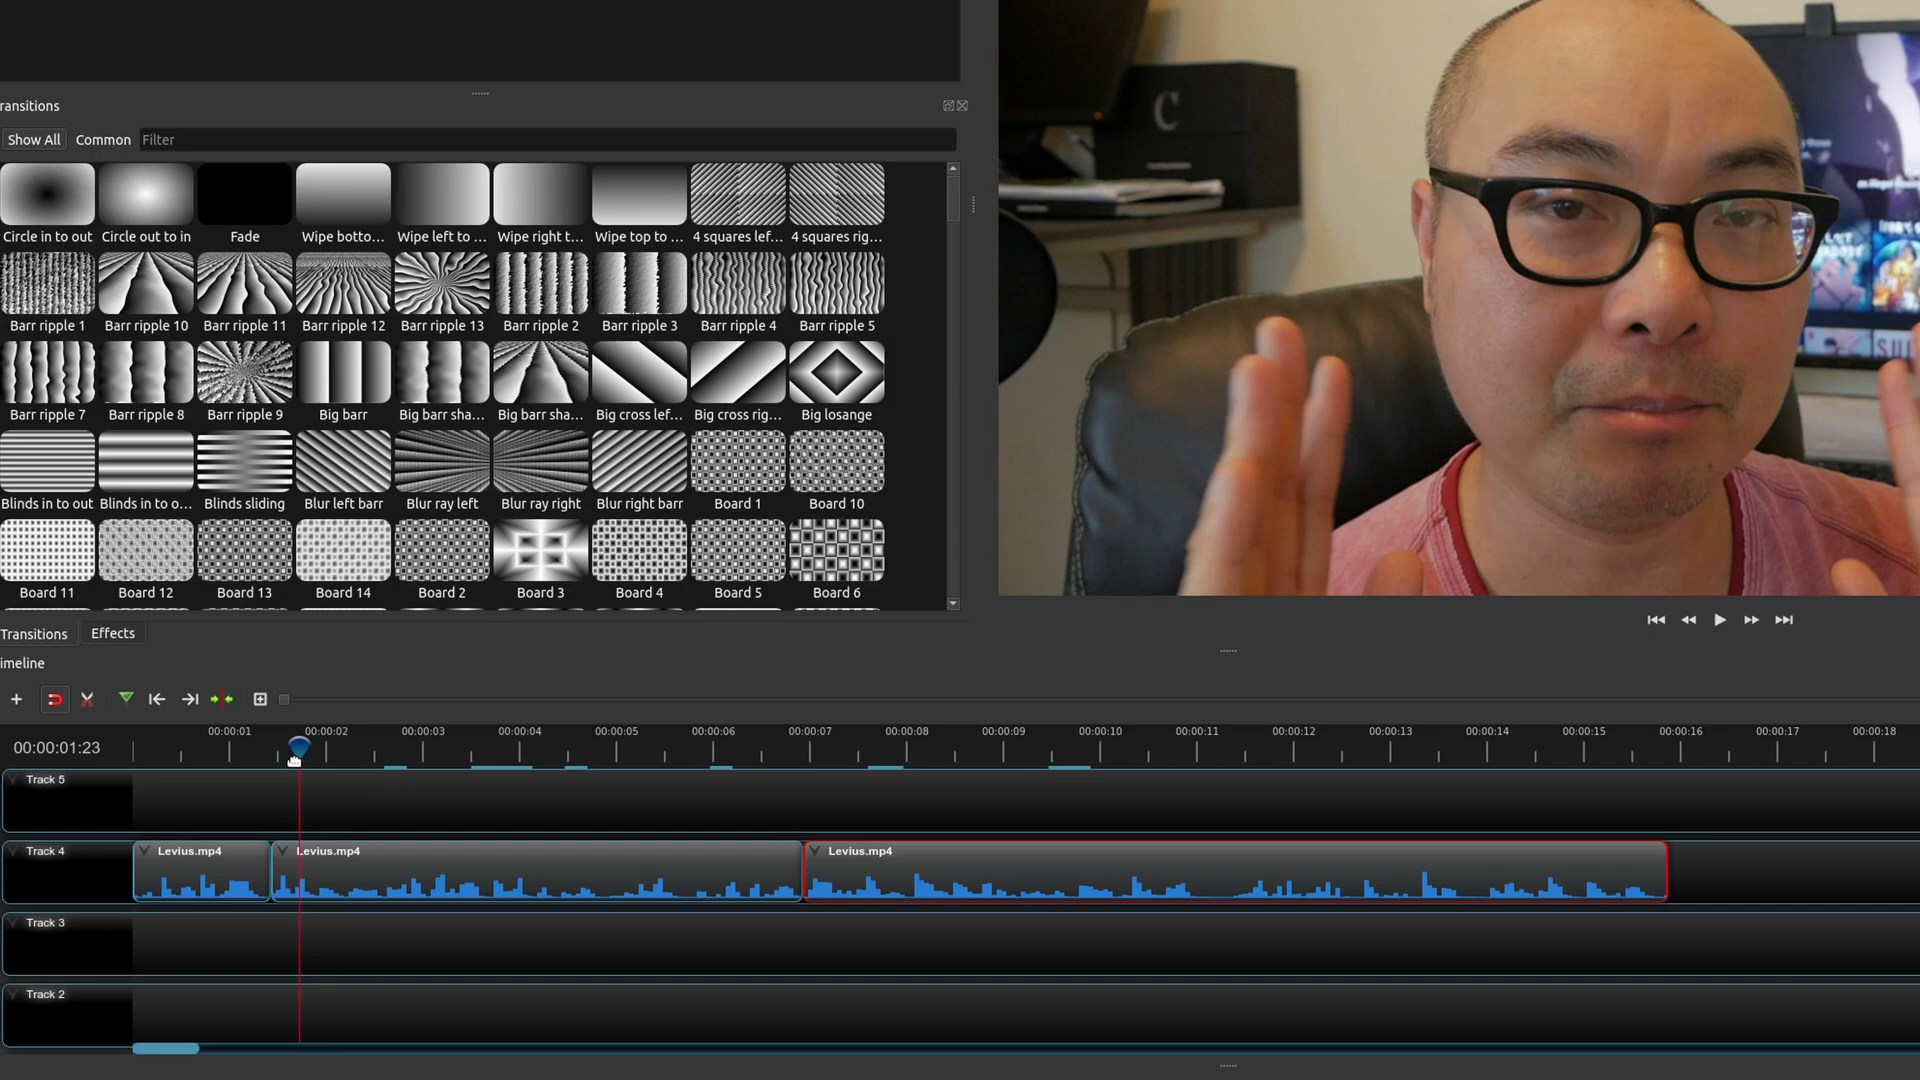 ransitions
Show All Common Filter
Circle in to out Circle out to in Fade Wipe botto... Wipe left to ... Wipe right t... Wipe top to ... 4 squares lef... 4 squares rig...
Barr ripple 1 Barr ripple 10 Barr ripple 11 Barr ripple 12 Barr ripple 13 Barr ripple 2 Barr ripple 3 Barr ripple 4 Barr ripple 5
Barr ripple 7 Barr ripple 8 Barr ripple 9 Big barr Big barr sha... Big barr sha... Big cross lef... Big cross rig... Big losange
Blinds in to out Blinds in to o... Blinds sliding Blur left barr Blur ray left Blur ray right Blur right barr Board 1 Board 10
Board 11 Board 12 Board 13 Board 14 Board 2 Board 3 Board 4 Board 5 Board 6
Transitions Effects
C
imeline
00:00:01:23
00:00:01 00:00:02 00:00:03 00:00:04 00:00:05 00:00:06 00:00:07 00:00:08 00:00:09 00:00:10 00:00:11 00:00:12 00:00:13 00:00:14 00:00:15 00:00:16 00:00:17 00:00:18
Track 5
Track 4 Levius.mp4 Levius.mp4 Levius.mp4
Track 3
Track 2